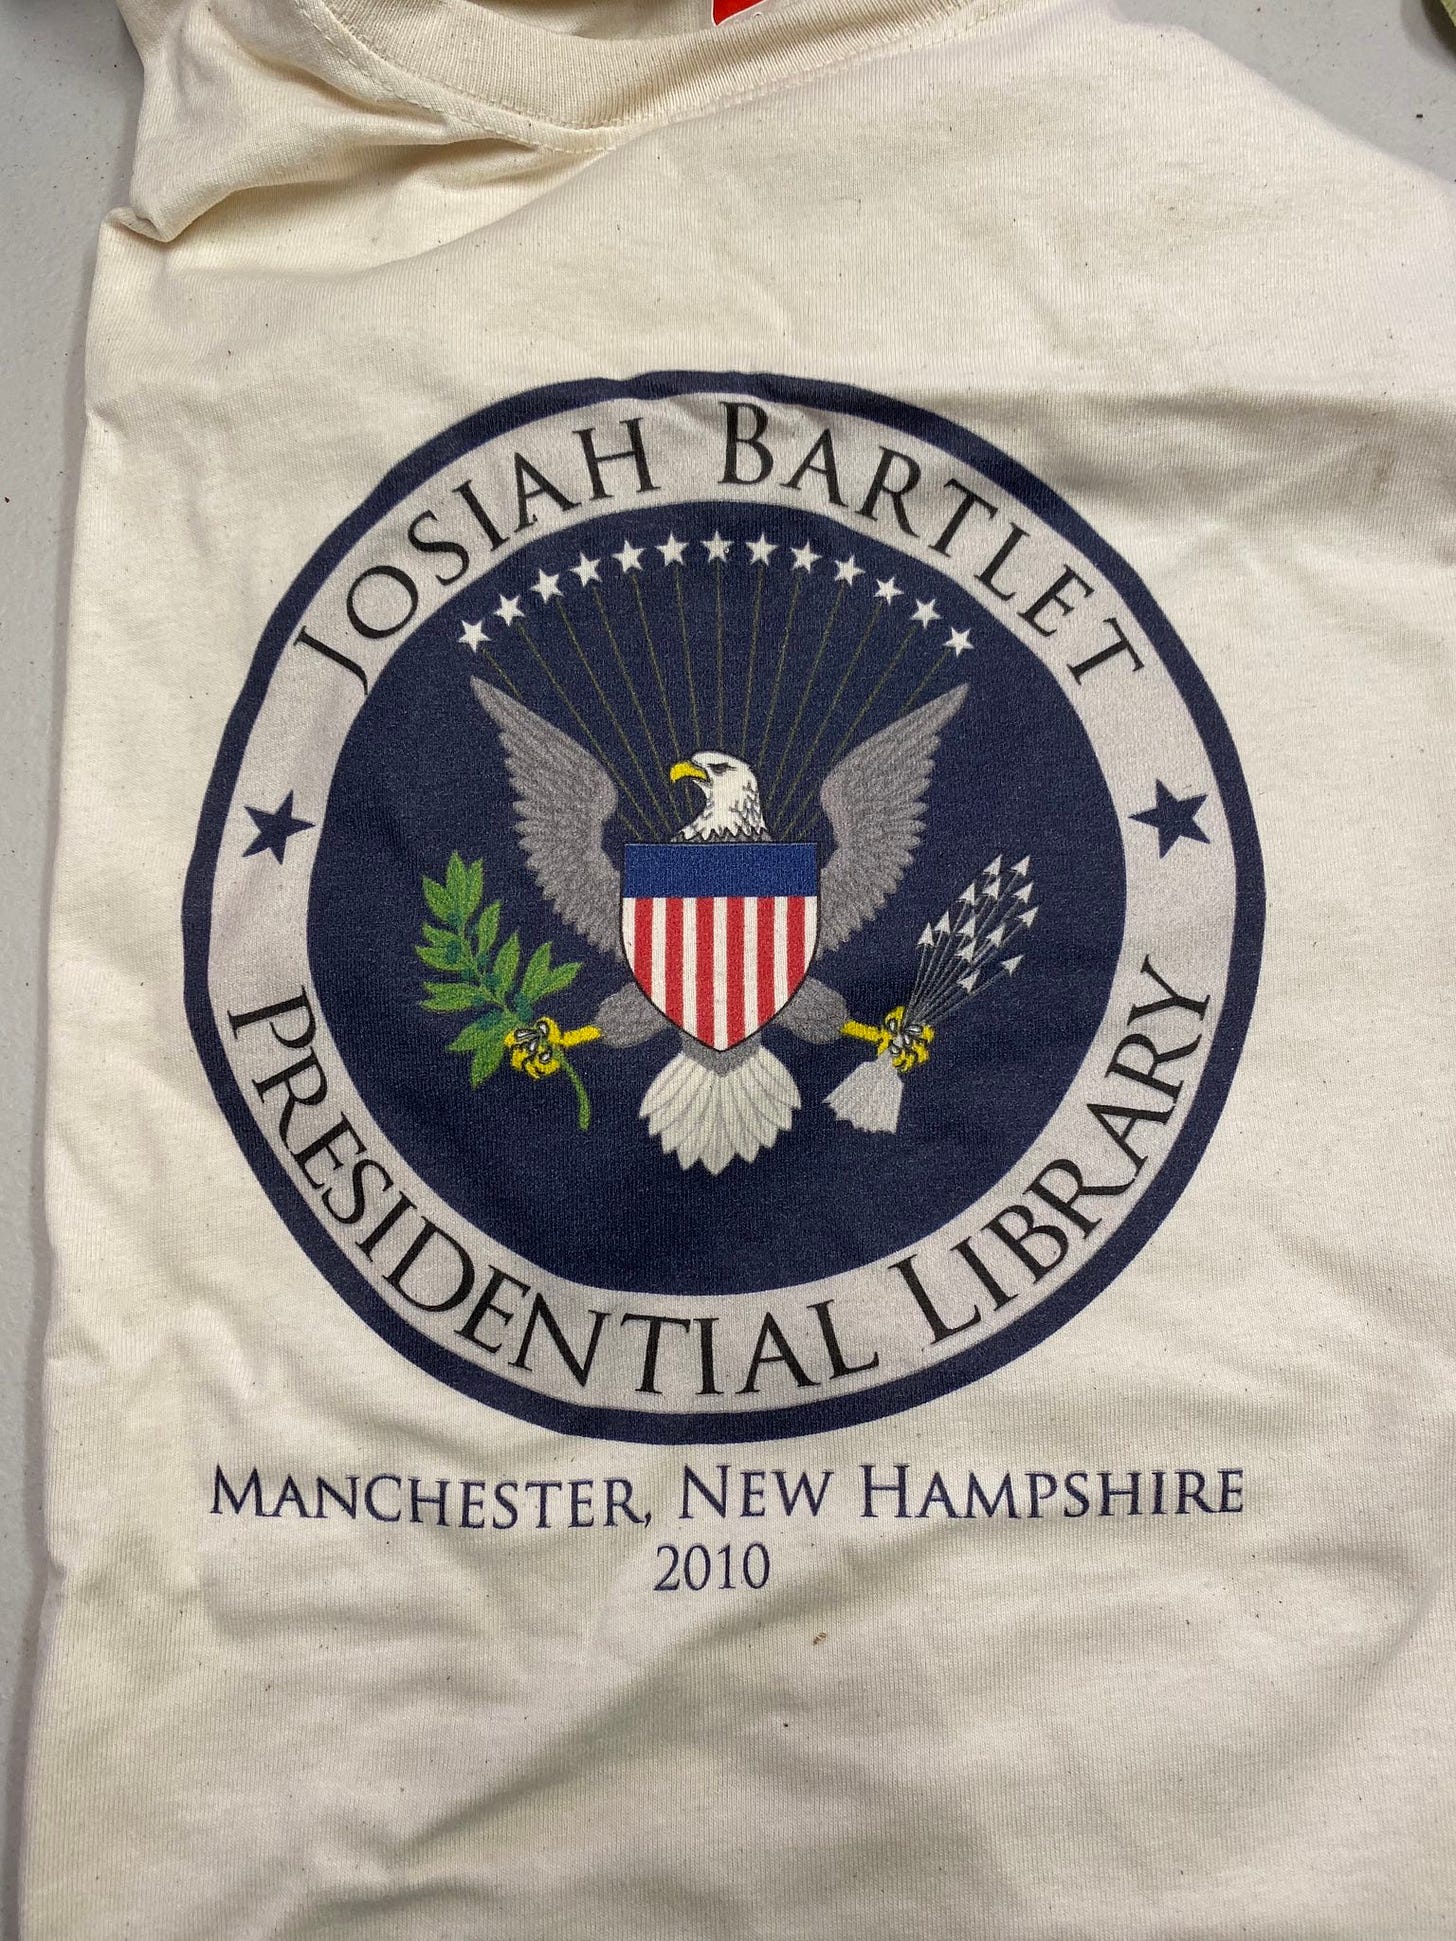 JOSIAH BARTLET
PRESIDENTIAL LIBRARY
MANCHESTER, NEW HAMPSHIRE
2010